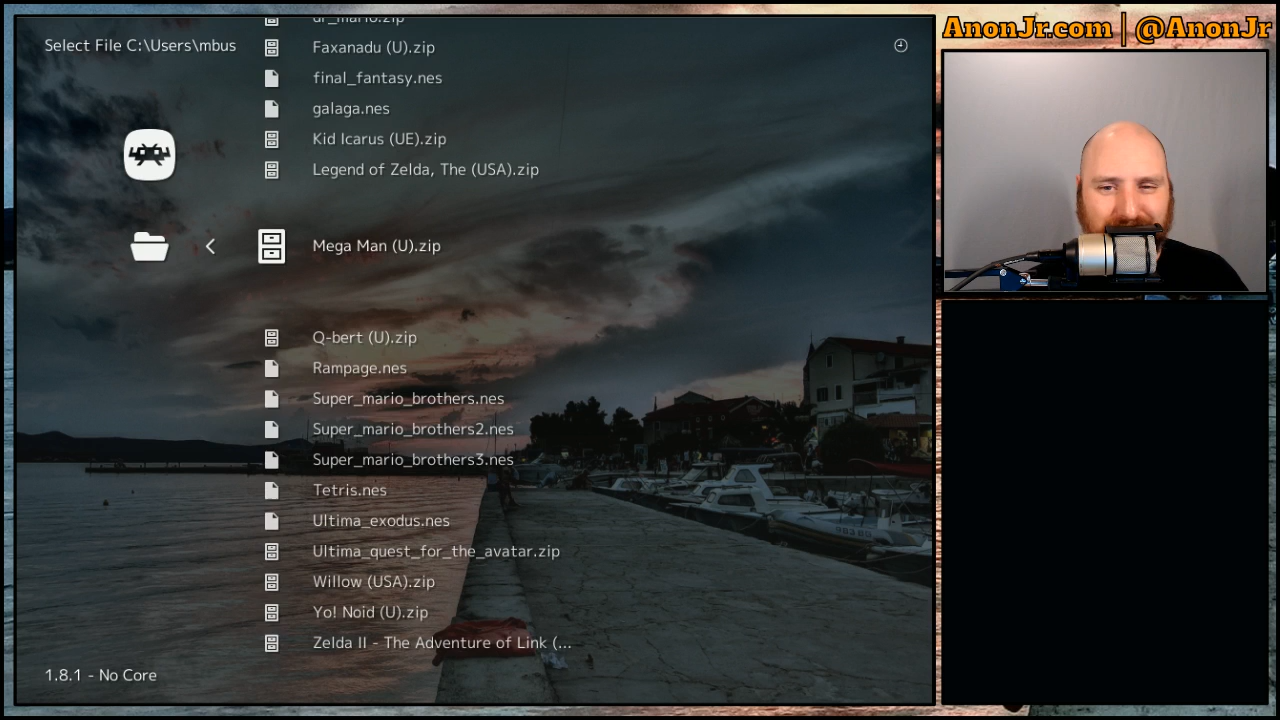 AnonJr.com | @AnonJr
Select File C:\Users\mbus
dr_mario.zip
Faxanadu (U).zip
final_fantasy.nes
galaga.nes
Kid Icarus (UE).zip
Legend of Zelda, The (USA).zip
Mega Man (U).zip
Q-bert (U).zip
Rampage.nes
Super_mario_brothers.nes
Super_mario_brothers2.nes
Super_mario_brothers3.nes
Tetris.nes
Ultima_exodus.nes
Ultima_quest_for_the_avatar.zip
Willow (USA).zip
Yo! Noid (U).zip
Zelda II - The Adventure of Link (...
1.8.1 - No Core